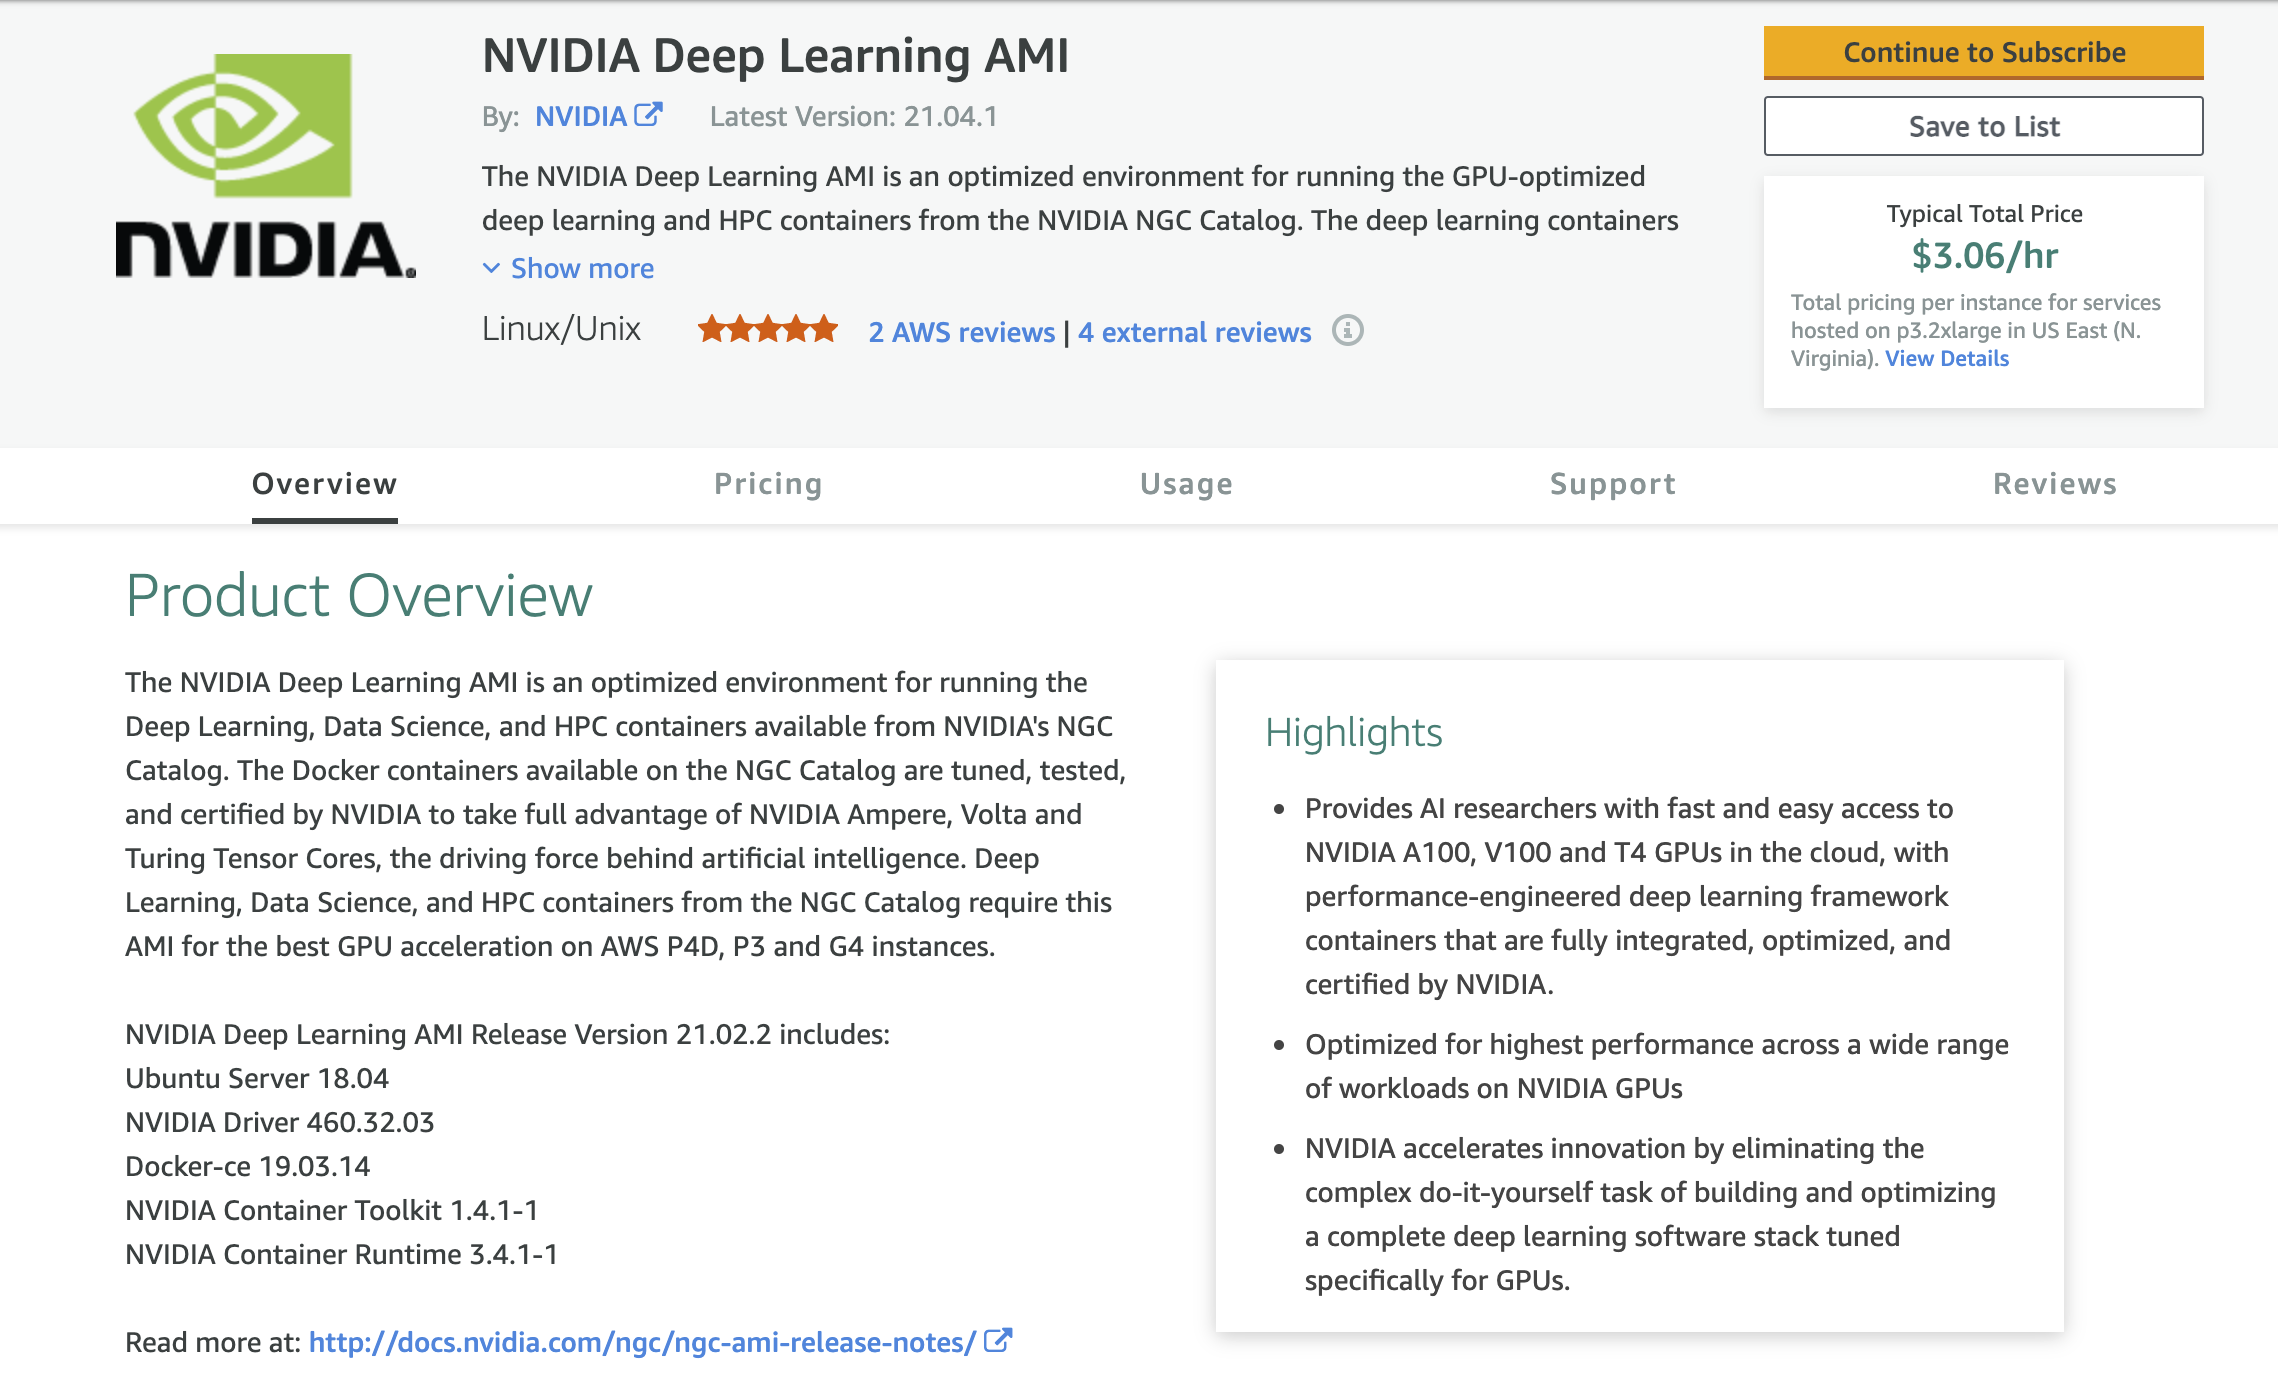 NVIDIA.
NVIDIA Deep Learning AMI
By: NVIDIA Latest Version: 21.04.1
The NVIDIA Deep Learning AMI is an optimized environment for running the GPU-optimized
deep learning and HPC containers from the NVIDIA NGC Catalog. The deep learning containers
Show more
Linux/Unix 2 AWS reviews | 4 external reviews
Continue to Subscribe
Save to List
Typical Total Price
$3.06/hr
Total pricing per instance for services
hosted on p3.2xlarge in US East (N.
Virginia). View Details
Overview Pricing Usage Support Reviews
Product Overview
The NVIDIA Deep Learning AMI is an optimized environment for running the
Deep Learning, Data Science, and HPC containers available from NVIDIA's NGC
Catalog. The Docker containers available on the NGC Catalog are tuned, tested,
and certified by NVIDIA to take full advantage of NVIDIA Ampere, Volta and
Turing Tensor Cores, the driving force behind artificial intelligence. Deep
Learning, Data Science, and HPC containers from the NGC Catalog require this
AMI for the best GPU acceleration on AWS P4D, P3 and G4 instances.
NVIDIA Deep Learning AMI Release Version 21.02.2 includes:
Ubuntu Server 18.04
NVIDIA Driver 460.32.03
Docker-ce 19.03.14
NVIDIA Container Toolkit 1.4.1-1
NVIDIA Container Runtime 3.4.1-1
Read more at: http://docs.nvidia.com/ngc/ngc-ami-release-notes/
Highlights
• Provides AI researchers with fast and easy access to
NVIDIA A100, V100 and T4 GPUs in the cloud, with
performance-engineered deep learning framework
containers that are fully integrated, optimized, and
certified by NVIDIA.
• Optimized for highest performance across a wide range
of workloads on NVIDIA GPUs
• NVIDIA accelerates innovation by eliminating the
complex do-it-yourself task of building and optimizing
a complete deep learning software stack tuned
specifically for GPUs.